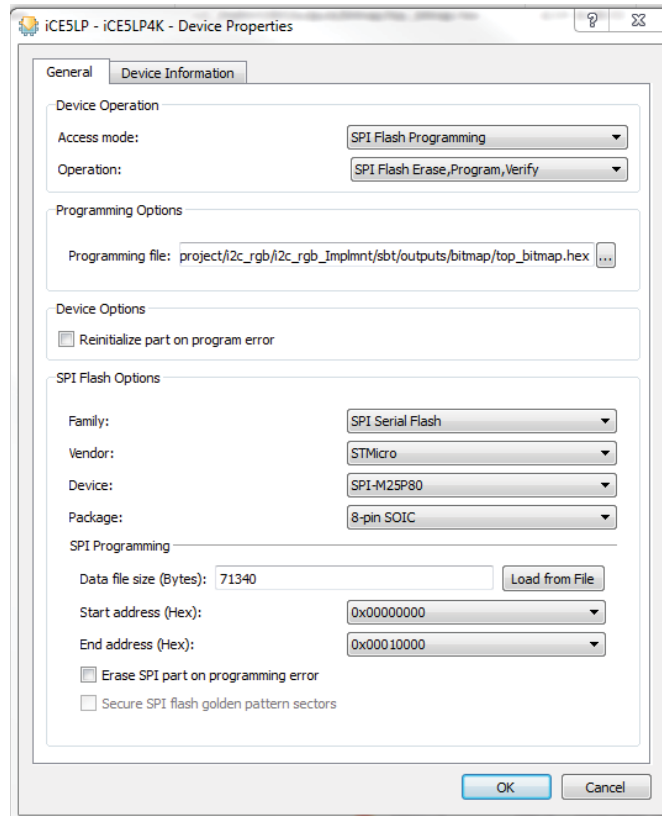 iCE5LP - iCE5LP4K - Device Properties
General Device Information
Device Operation
Access mode: SPI Flash Programming
Operation: SPI Flash Erase,Program,Verify
Programming Options
Programming file: project/i2c_rgb/i2c_rgb_Implmnt/sbt/outputs/bitmap/top_bitmap.hex ...
Device Options
Reinitialize part on program error
SPI Flash Options
Family: SPI Serial Flash
Vendor: STMicro
Device: SPI-M25P80
Package: 8-pin SOIC
SPI Programming
Data file size (Bytes): 71340 Load from File
Start address (Hex): 0x00000000
End address (Hex): 0x00010000
Erase SPI part on programming error
Secure SPI flash golden pattern sectors
OK Cancel